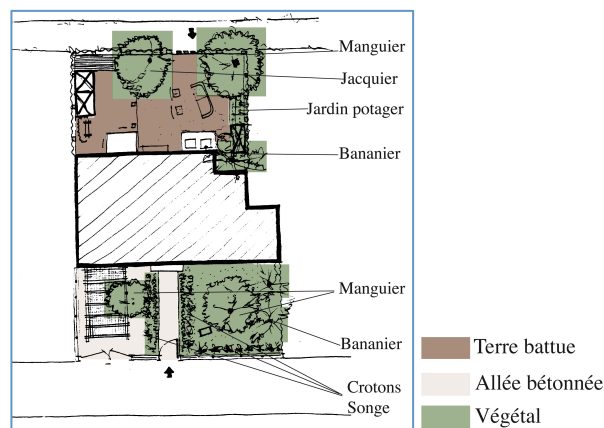 Manguier
Jacquier
Jardin potager
Bananier
Manguier
Bananier
Crotons
Songe
Terre battue
Allée bétonnée
Végétal